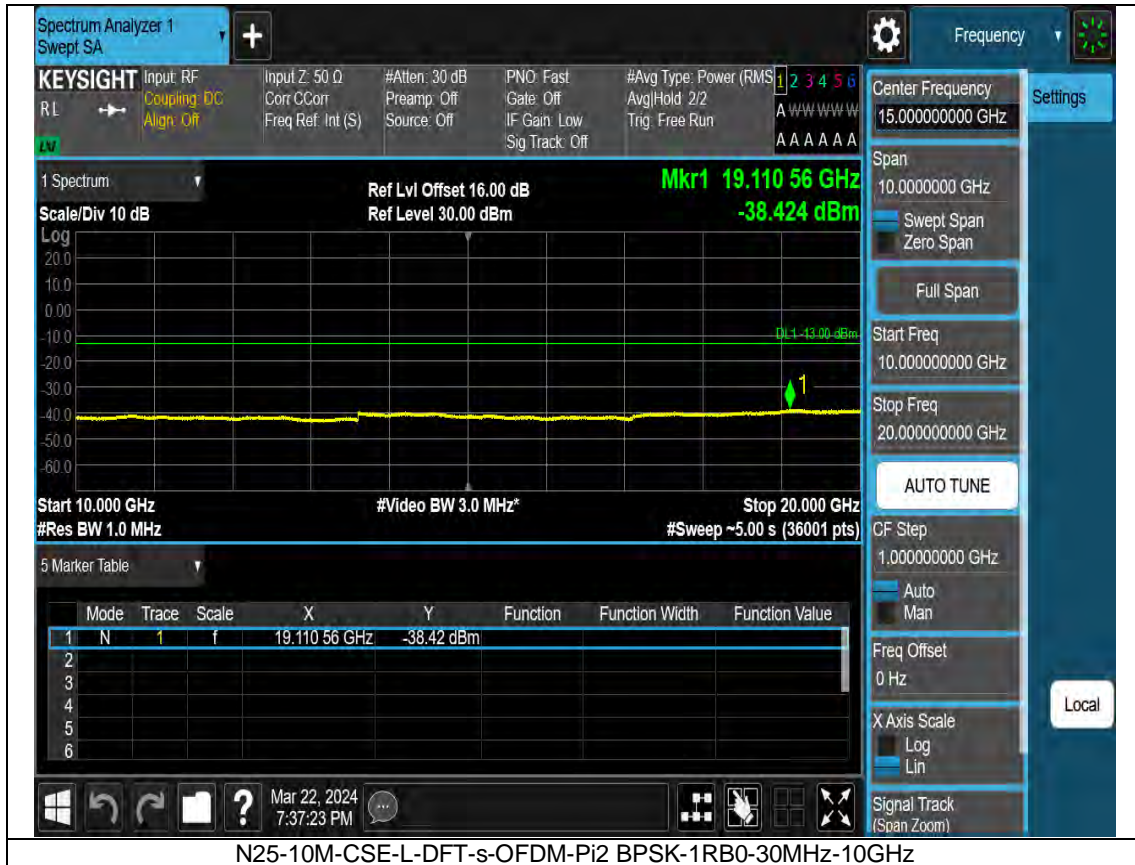 Spectrum Analyzer 1
Swept SA
+
Frequency
KEYSIGHT
RL
LXI
Input: RF
Coupling: DC
Align: Off
Input Z: 50 Ω
Corr CCorr
Freq Ref: Int (S)
#Atten: 30 dB
Preamp: Off
Source: Off
PNO: Fast
Gate: Off
IF Gain: Low
Sig Track: Off
#Avg Type: Power (RMS
Avg|Hold: 2/2
Trig: Free Run
1 2 3 4 5 6
A W W W W W
A A A A A A
1 Spectrum
Scale/Div 10 dB
Ref Lvl Offset 16.00 dB
Ref Level 30.00 dBm
Mkr1 19.110 56 GHz
-38.424 dBm
Log
20.0
10.0
0.00
-10.0
-20.0
-30.0
-40.0
-50.0
-60.0
DL1 -13.00 dBm
1
Start 10.000 GHz
#Video BW 3.0 MHz*
Stop 20.000 GHz
#Res BW 1.0 MHz
#Sweep ~5.00 s (36001 pts)
5 Marker Table
Mode Trace Scale X Y Function Function Width Function Value
1 N 1 f 19.110 56 GHz -38.42 dBm
2
3
4
5
6
Mar 22, 2024
7:37:23 PM
?
Center Frequency
15.000000000 GHz
Settings
Span
10.0000000 GHz
Swept Span
Zero Span
Full Span
Start Freq
10.000000000 GHz
Stop Freq
20.000000000 GHz
AUTO TUNE
CF Step
1.000000000 GHz
Auto
Man
Freq Offset
0 Hz
X Axis Scale
Log
Lin
Local
Signal Track
(Span Zoom)
N25-10M-CSE-L-DFT-s-OFDM-Pi2 BPSK-1RB0-30MHz-10GHz